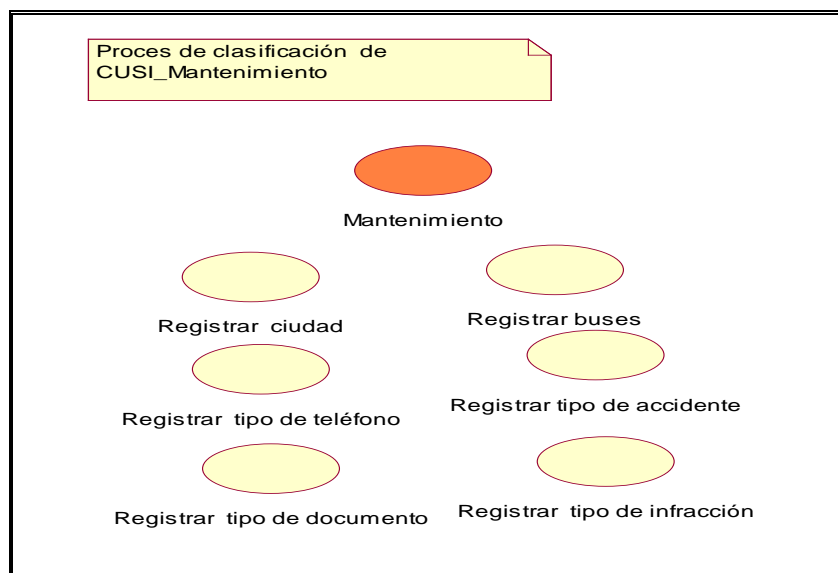 Proces de clasificación de
CUSI_Mantenimiento
Mantenimiento
Registrar ciudad
Registrar buses
Registrar tipo de teléfono
Registrar tipo de accidente
Registrar tipo de documento
Registrar tipo de infracción